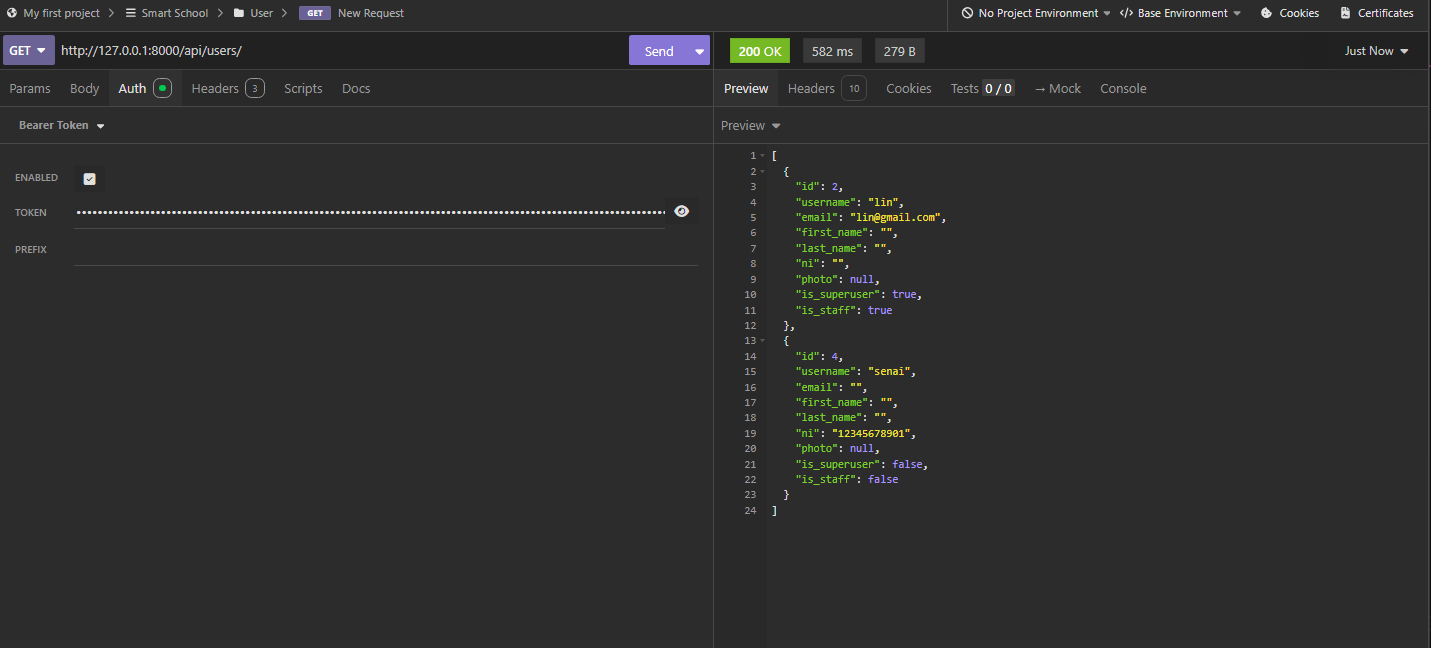 My first project > Smart School > User > GET New Request
No Project Environment </> Base Environment Cookies Certificates
GET http://127.0.0.1:8000/api/users/ Send
200 OK 582 ms 279 B Just Now
Params Body Auth Headers 3 Scripts Docs
Preview Headers 10 Cookies Tests 0 / 0 → Mock Console
Bearer Token
Preview
ENABLED
TOKEN ••••••••••••••••••••••••••••••••••••••••••••••••
PREFIX
1 [
2 {
3 "id": 2,
4 "username": "lin",
5 "email": "lin@gmail.com",
6 "first_name": "",
7 "last_name": "",
8 "ni": "",
9 "photo": null,
10 "is_superuser": true,
11 "is_staff": true
12 },
13 {
14 "id": 4,
15 "username": "senai",
16 "email": "",
17 "first_name": "",
18 "last_name": "",
19 "ni": "12345678901",
20 "photo": null,
21 "is_superuser": false,
22 "is_staff": false
23 }
24 ]